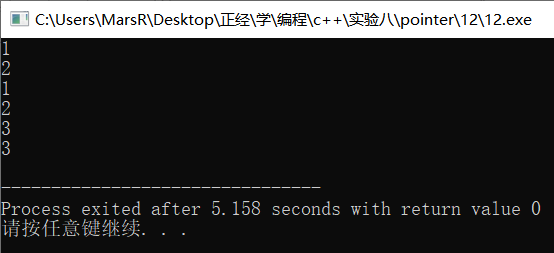 C:\Users\MarsR\Desktop\正经\学\编程\c++\实验八\pointer\12\12.exe
1
2
1
2
3
3
--------------------------------
Process exited after 5.158 seconds with return value 0
请按任意键继续. . .